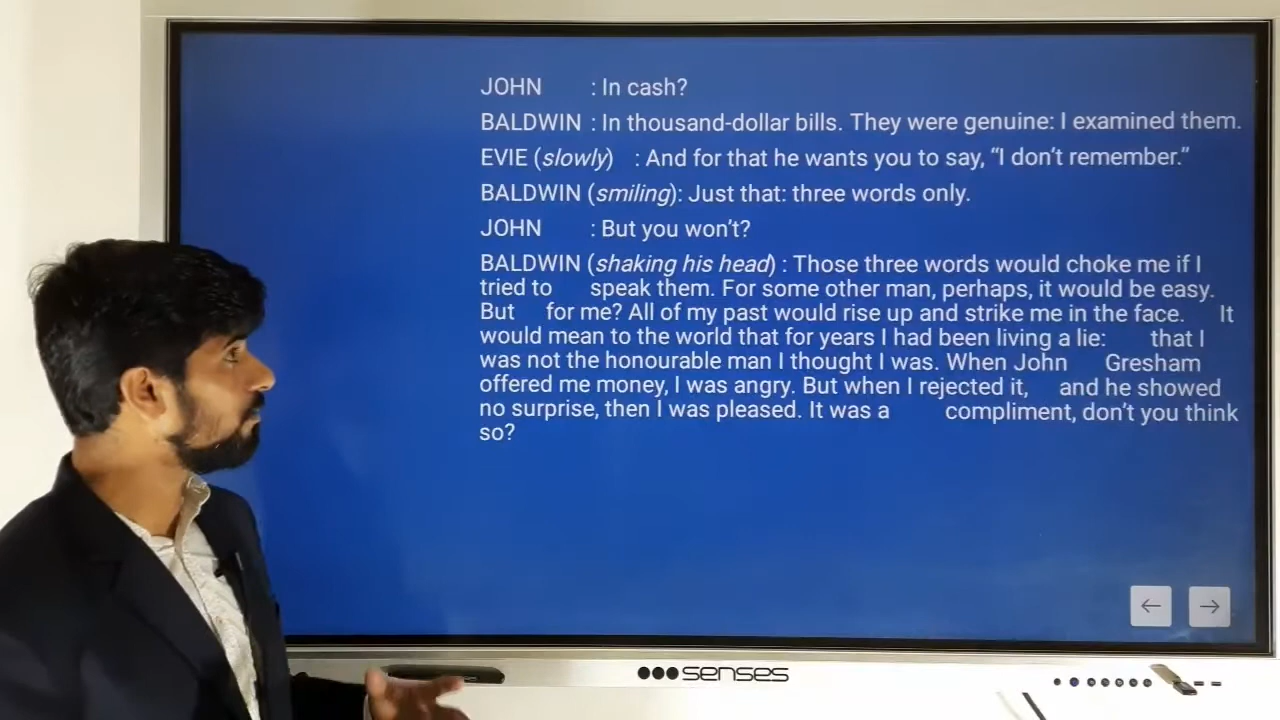 JOHN : In cash?
BALDWIN : In thousand-dollar bills. They were genuine: I examined them.
EVIE (slowly) : And for that he wants you to say, “I don’t remember.”
BALDWIN (smiling): Just that: three words only.
JOHN : But you won’t?
BALDWIN (shaking his head) : Those three words would choke me if I
tried to speak them. For some other man, perhaps, it would be easy.
But for me? All of my past would rise up and strike me in the face. It
would mean to the world that for years I had been living a lie: that I
was not the honourable man I thought I was. When John Gresham
offered me money, I was angry. But when I rejected it, and he showed
no surprise, then I was pleased. It was a compliment, don’t you think
so?
senses